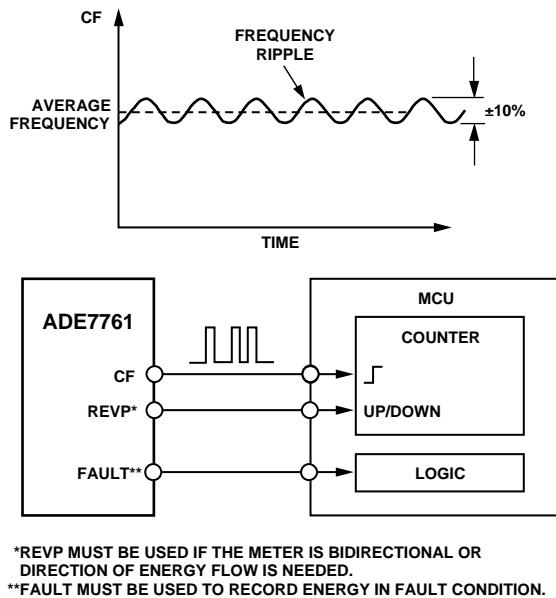 CF
FREQUENCY
RIPPLE
AVERAGE
FREQUENCY
±10%
TIME
ADE7761
MCU
COUNTER
CF
REVP*
UP/DOWN
FAULT**
LOGIC
*REVP MUST BE USED IF THE METER IS BIDIRECTIONAL OR
DIRECTION OF ENERGY FLOW IS NEEDED.
**FAULT MUST BE USED TO RECORD ENERGY IN FAULT CONDITION.